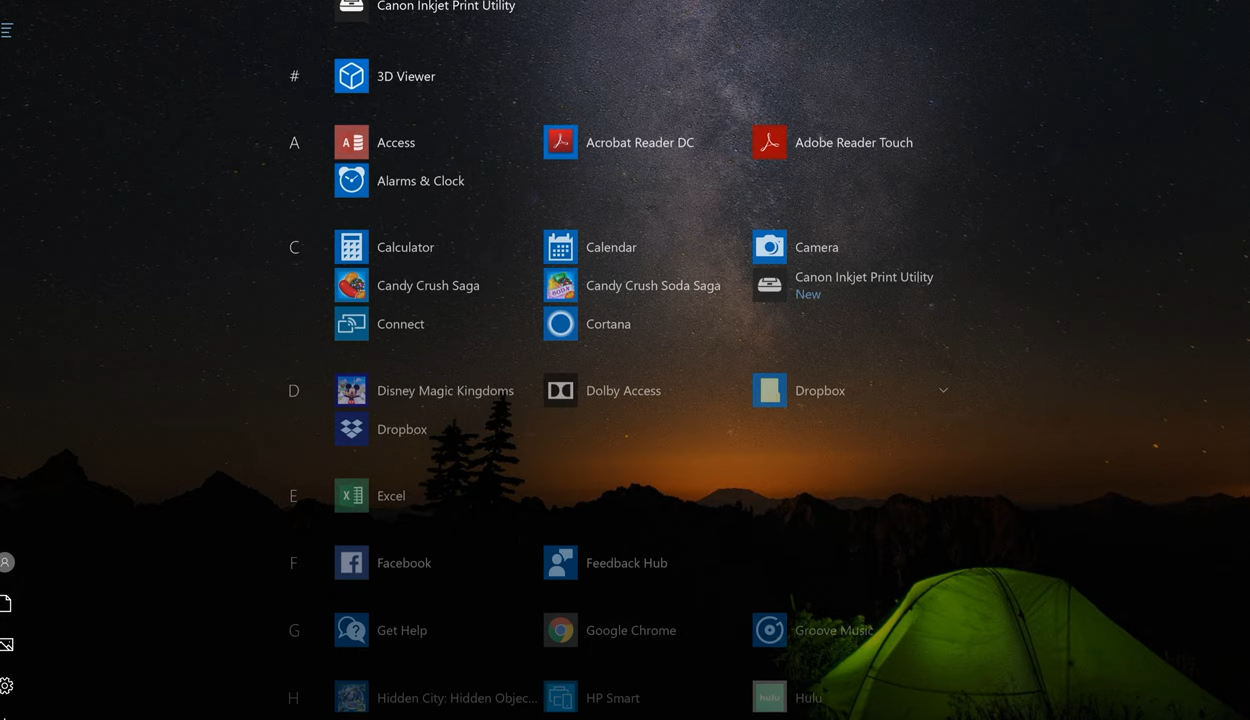 Canon Inkjet Print Utility
#
3D Viewer
A
Access
Acrobat Reader DC
Adobe Reader Touch
Alarms & Clock
C
Calculator
Calendar
Camera
Candy Crush Saga
Candy Crush Soda Saga
Canon Inkjet Print Utility
New
Connect
Cortana
D
Disney Magic Kingdoms
Dolby Access
Dropbox
Dropbox
E
Excel
F
Facebook
Feedback Hub
G
Get Help
Google Chrome
Groove Music
H
Hidden City: Hidden Objec...
HP Smart
hulu
Hulu